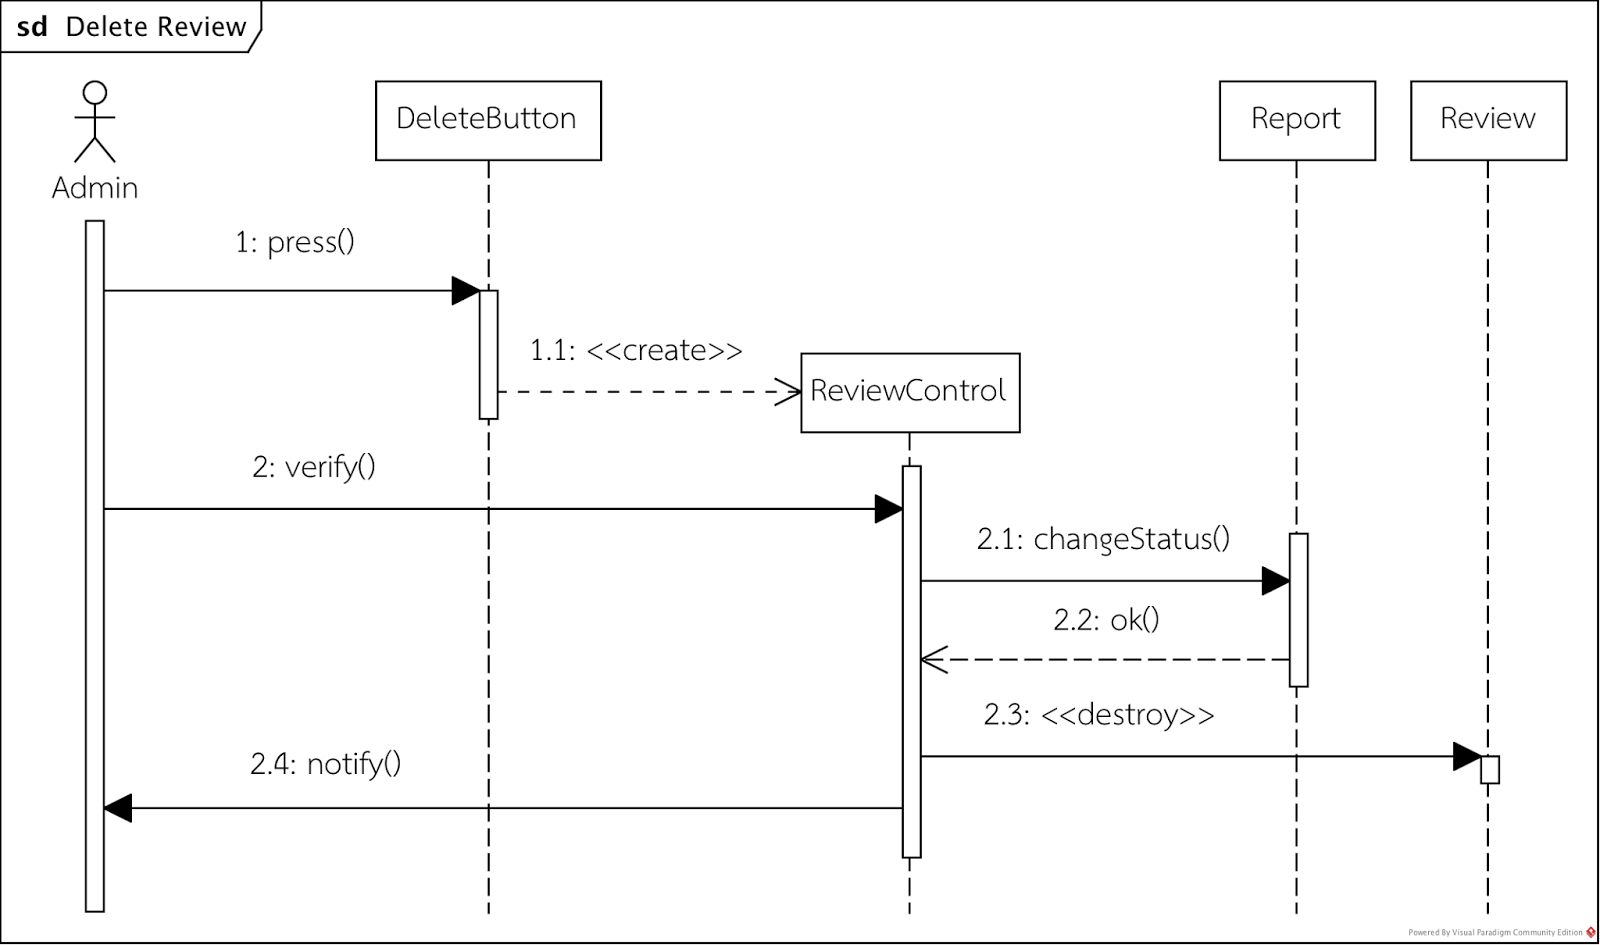 sd Delete Review
Admin
DeleteButton
Report
Review
1: press()
1.1: <<create>>
ReviewControl
2: verify()
2.1: changeStatus()
2.2: ok()
2.3: <<destroy>>
2.4: notify()
Powered By Visual Paradigm Community Edition